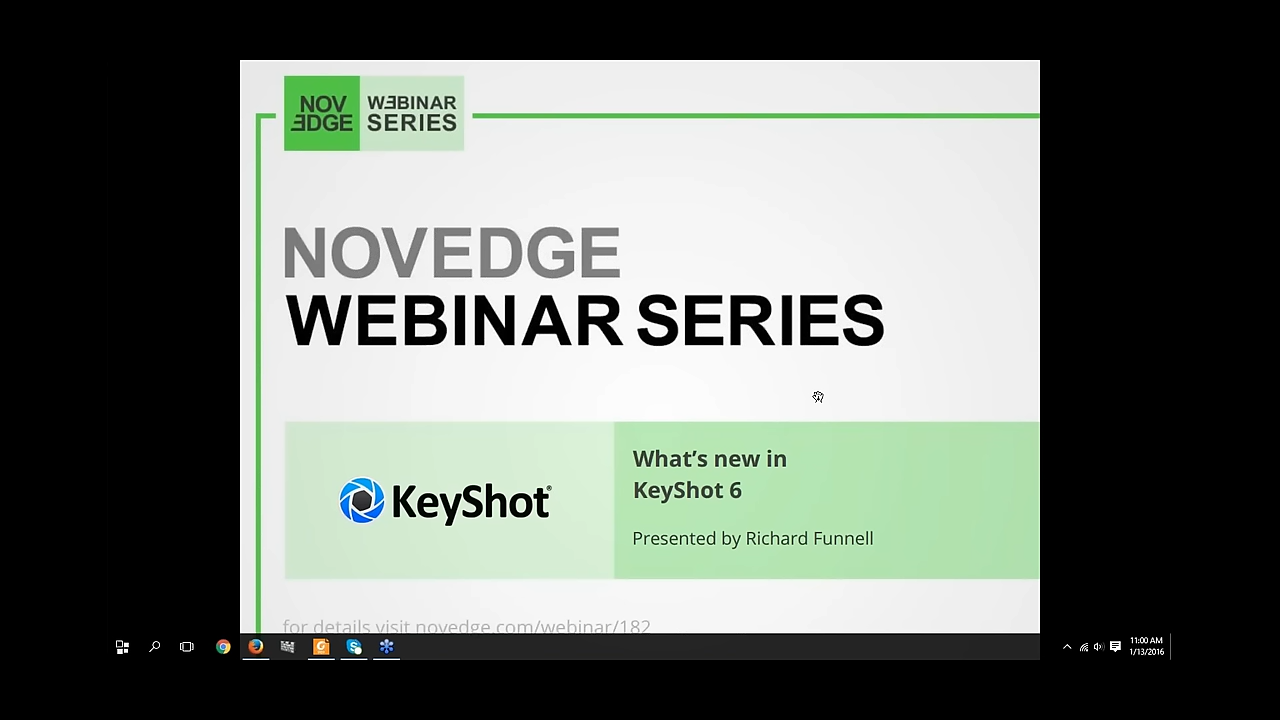 NOV
EDGE
WEBINAR
SERIES
NOVEDGE
WEBINAR SERIES
KeyShot®
What's new in
KeyShot 6
Presented by Richard Funnell
for details visit novedge.com/webinar/182
11:00 AM
1/13/2016